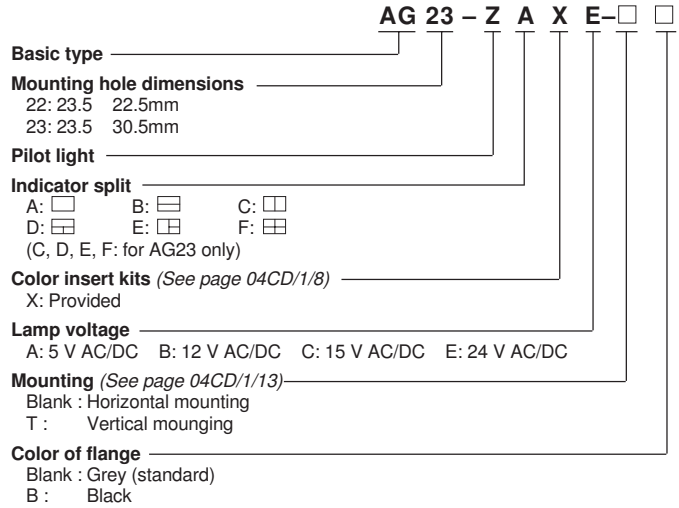 AG 23 – Z A X E–□ □
Basic type
Mounting hole dimensions
22: 23.5 22.5mm
23: 23.5 30.5mm
Pilot light
Indicator split
A: B: C:
D: E: F:
(C, D, E, F: for AG23 only)
Color insert kits (See page 04CD/1/8)
X: Provided
Lamp voltage
A: 5 V AC/DC B: 12 V AC/DC C: 15 V AC/DC E: 24 V AC/DC
Mounting (See page 04CD/1/13)
Blank : Horizontal mounting
T : Vertical mounging
Color of flange
Blank : Grey (standard)
B : Black